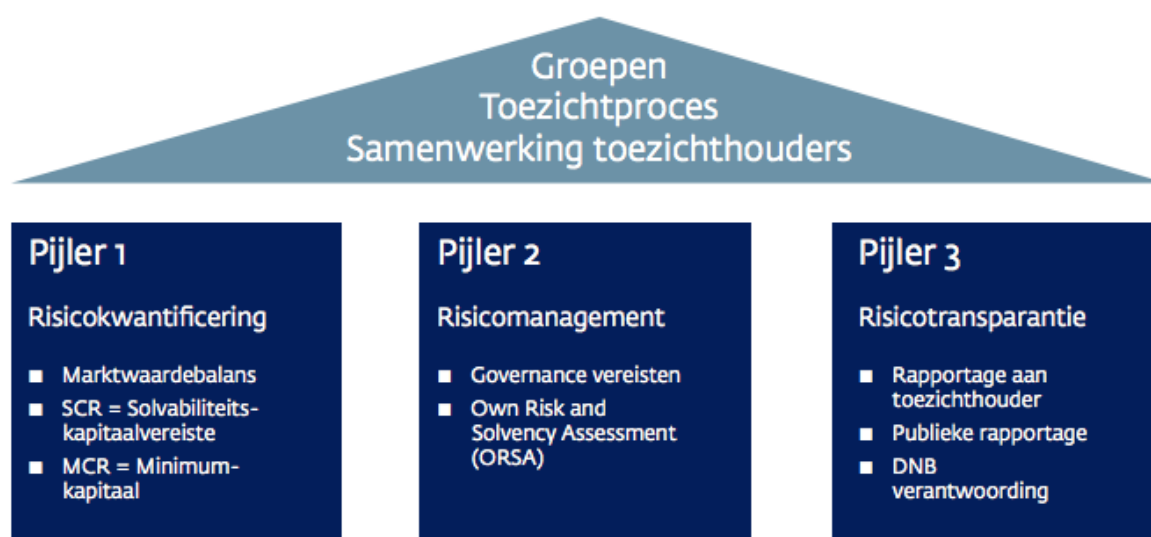 Groepen
Toezichtproces
Samenwerking toezichthouders
Pijler 1
Risicokwantificering
■ Marktwaardebalans
■ SCR = Solvabiliteits-
kapitaalvereiste
■ MCR = Minimum-
kapitaal
Pijler 2
Risicomanagement
■ Governance vereisten
■ Own Risk and
Solvency Assessment
(ORSA)
Pijler 3
Risicotransparantie
■ Rapportage aan
toezichthouder
■ Publieke rapportage
■ DNB
verantwoording